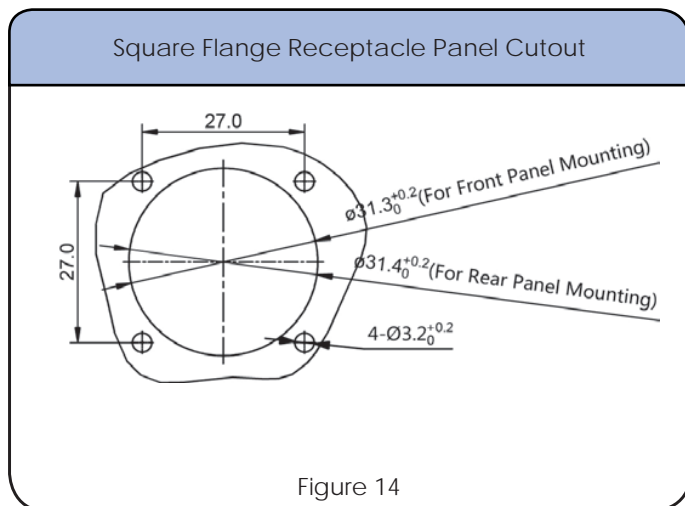 Square Flange Receptacle Panel Cutout
27.0
ø31.3+0.2 0(For Front Panel Mounting)
27.0
ø31.4+0.2 0(For Rear Panel Mounting)
4-Ø3.2+0.2 0
Figure 14